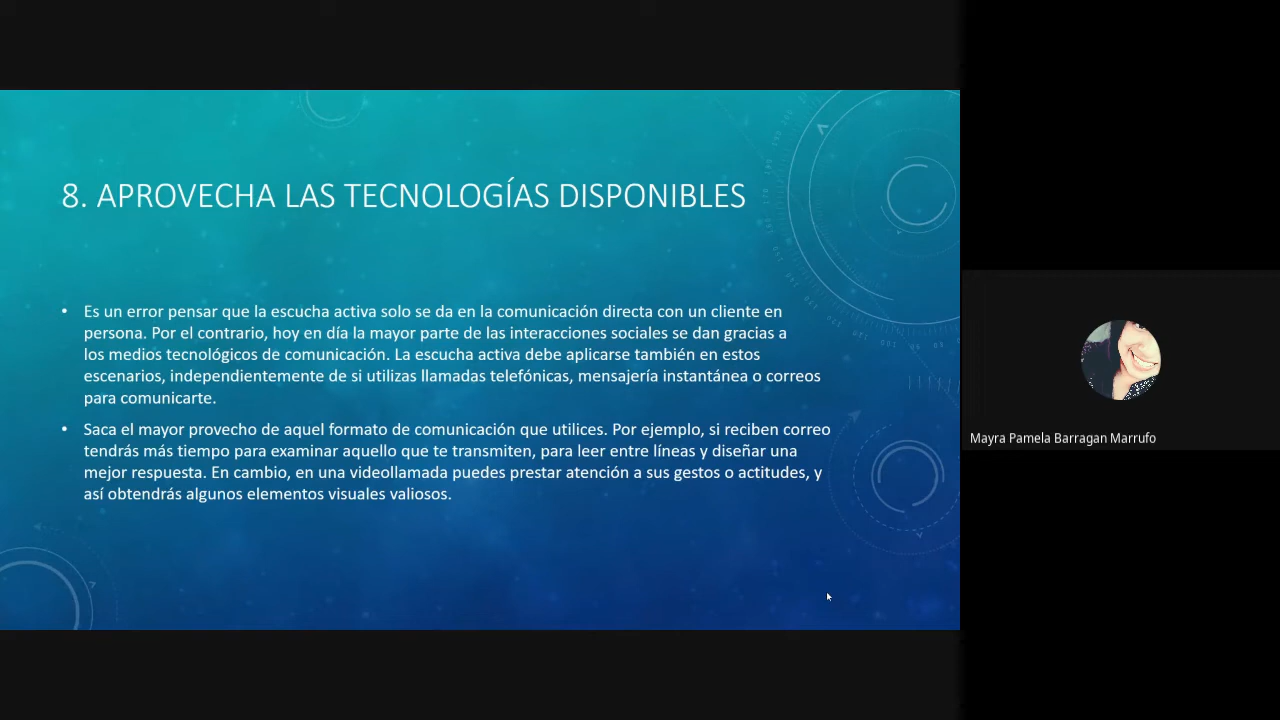 8. APROVECHA LAS TECNOLOGÍAS DISPONIBLES
• Es un error pensar que la escucha activa solo se da en la comunicación directa con un cliente en
persona. Por el contrario, hoy en día la mayor parte de las interacciones sociales se dan gracias a
los medios tecnológicos de comunicación. La escucha activa debe aplicarse también en estos
escenarios, independientemente de si utilizas llamadas telefónicas, mensajería instantánea o correos
para comunicarte.
• Saca el mayor provecho de aquel formato de comunicación que utilices. Por ejemplo, si reciben correo
tendrás más tiempo para examinar aquello que te transmiten, para leer entre líneas y diseñar una
mejor respuesta. En cambio, en una videollamada puedes prestar atención a sus gestos o actitudes, y
así obtendrás algunos elementos visuales valiosos.
Mayra Pamela Barragan Marrufo